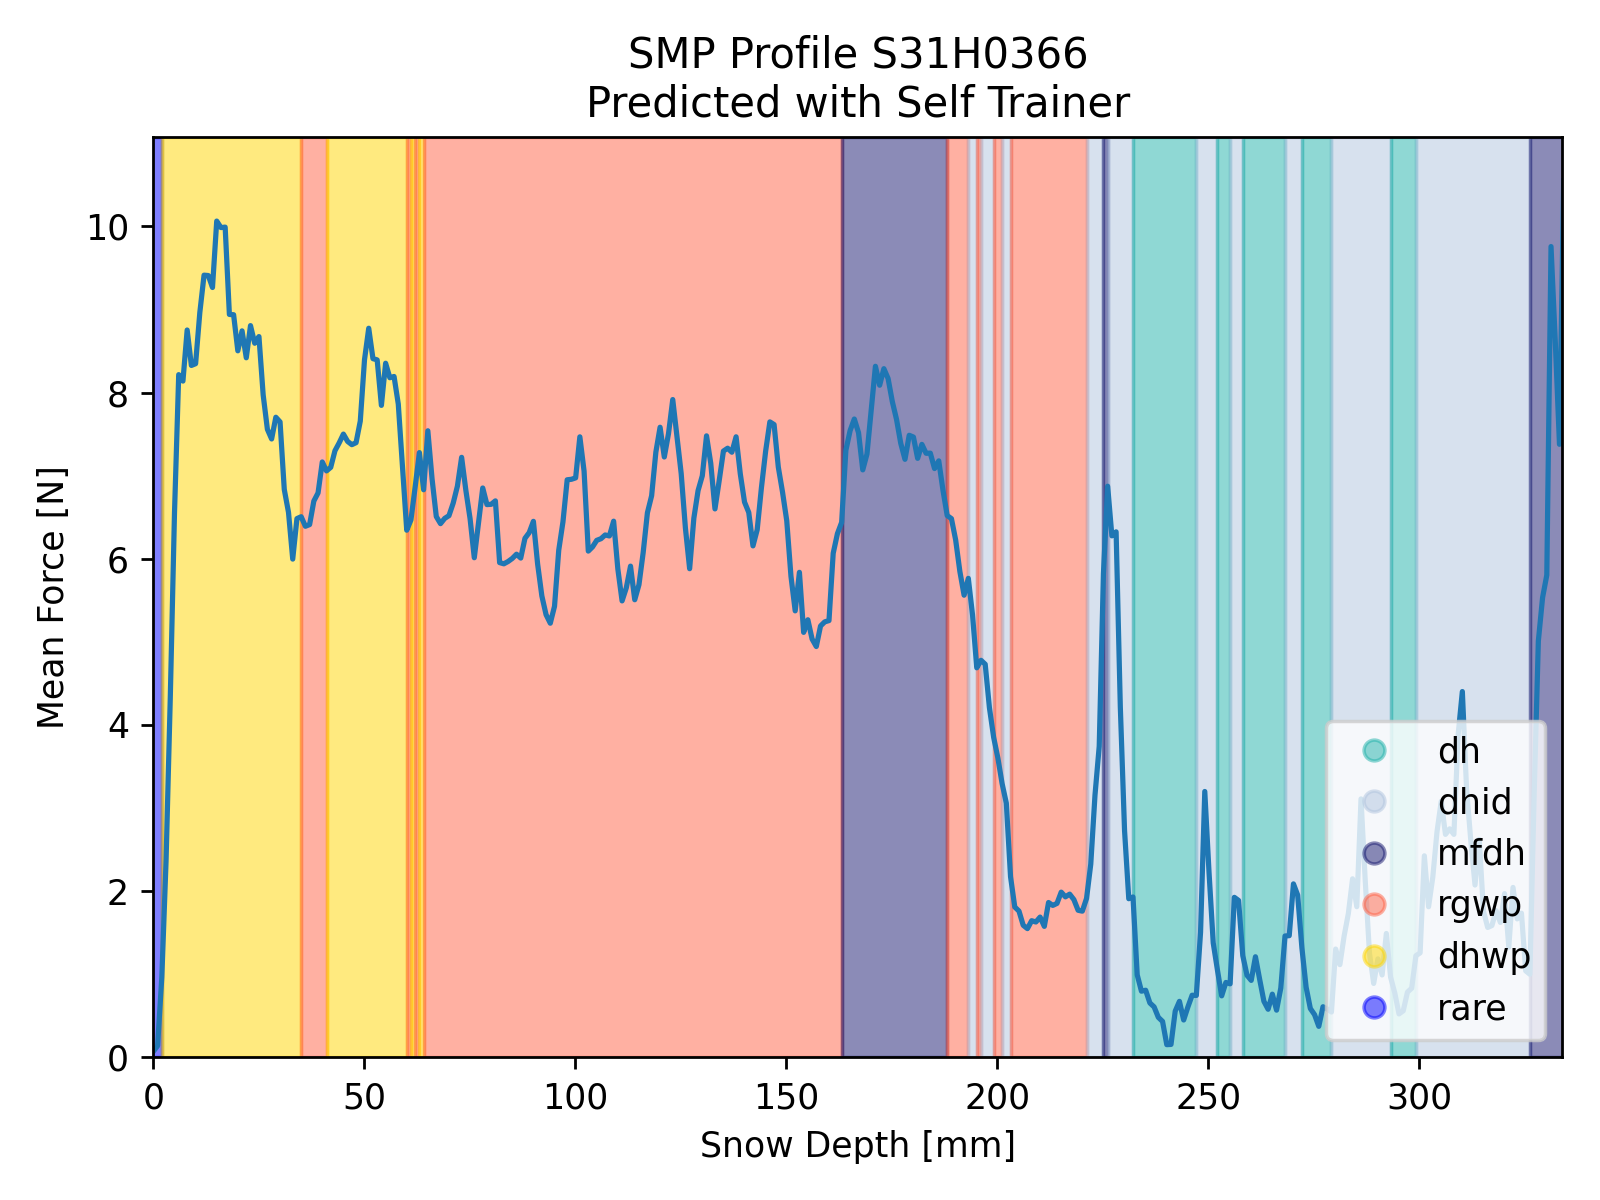 SMP Profile S31H0366
Predicted with Self Trainer
Mean Force [N]
10
8
6
4
2
0
0 50 100 150 200 250 300
Snow Depth [mm]
dh
dhid
mfdh
rgwp
dhwp
rare